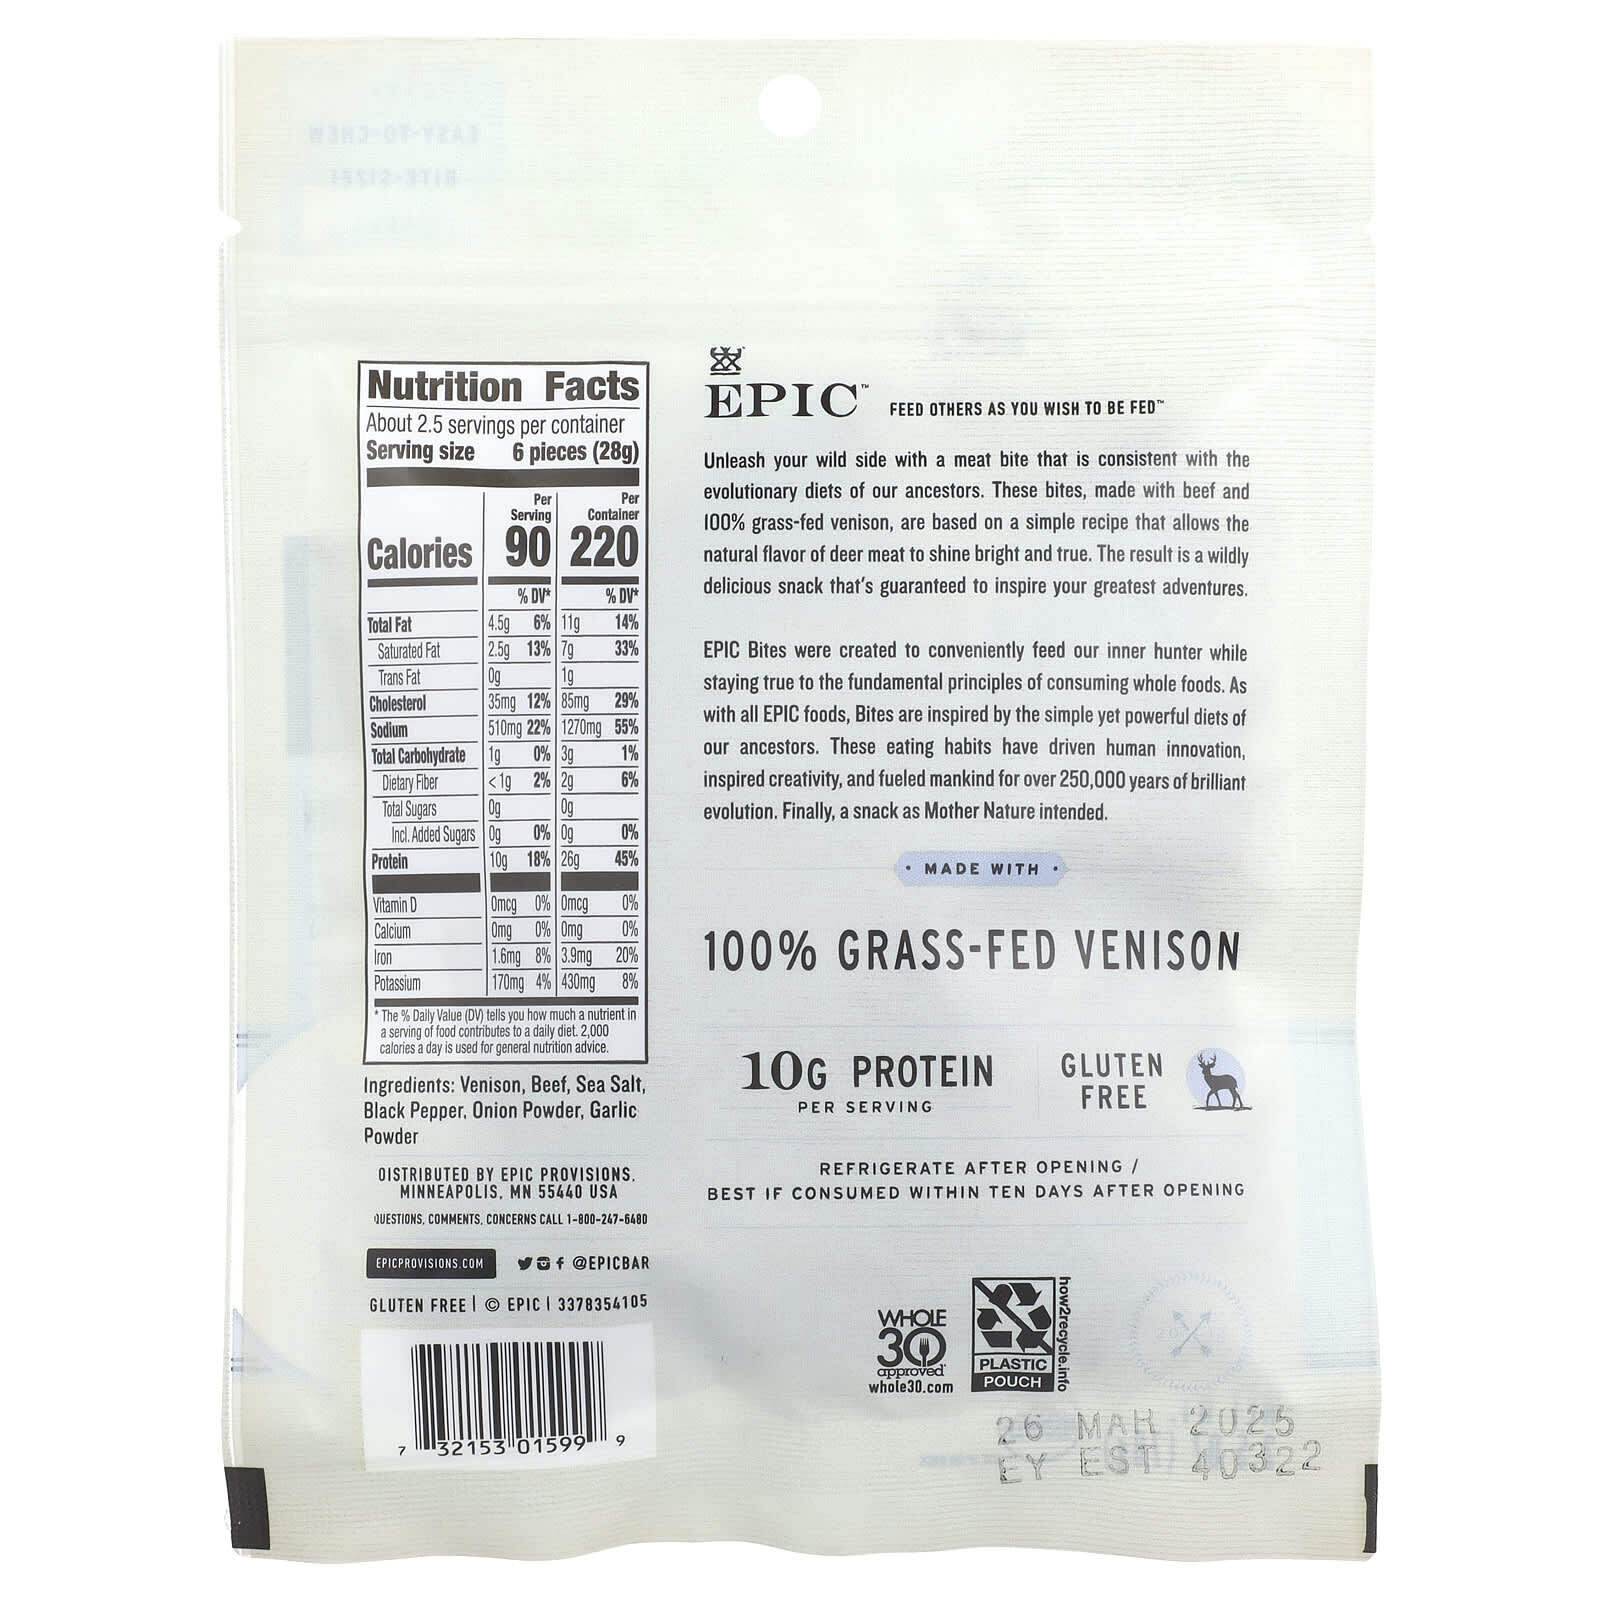 Nutrition Facts
About 2.5 servings per container
Serving size 6 pieces (28g)
Per Serving Per Container
Calories 90 220
% DV* % DV*
Total Fat 4.5g 6% 11g 14%
Saturated Fat 2.5g 13% 7g 33%
Trans Fat 0g 1g
Cholesterol 35mg 12% 85mg 29%
Sodium 510mg 22% 1270mg 55%
Total Carbohydrate 1g 0% 3g 1%
Dietary Fiber < 1g 2% 2g 6%
Total Sugars 0g 0g
Incl. Added Sugars 0g 0% 0g 0%
Protein 10g 18% 26g 45%
Vitamin D 0mcg 0% 0mcg 0%
Calcium 0mg 0% 0mg 0%
Iron 1.6mg 8% 3.9mg 20%
Potassium 170mg 4% 430mg 8%
* The % Daily Value (DV) tells you how much a nutrient in
a serving of food contributes to a daily diet. 2,000
calories a day is used for general nutrition advice.
Ingredients: Venison, Beef, Sea Salt,
Black Pepper, Onion Powder, Garlic
Powder
DISTRIBUTED BY EPIC PROVISIONS,
MINNEAPOLIS, MN 55440 USA
QUESTIONS, COMMENTS, CONCERNS CALL 1-800-247-6480
EPICPROVISIONS.COM @EPICBAR
GLUTEN FREE | © EPIC | 3378354105
7 32153 01599 9
EPIC™ FEED OTHERS AS YOU WISH TO BE FED™
Unleash your wild side with a meat bite that is consistent with the
evolutionary diets of our ancestors. These bites, made with beef and
100% grass-fed venison, are based on a simple recipe that allows the
natural flavor of deer meat to shine bright and true. The result is a wildly
delicious snack that's guaranteed to inspire your greatest adventures.
EPIC Bites were created to conveniently feed our inner hunter while
staying true to the fundamental principles of consuming whole foods. As
with all EPIC foods, Bites are inspired by the simple yet powerful diets of
our ancestors. These eating habits have driven human innovation,
inspired creativity, and fueled mankind for over 250,000 years of brilliant
evolution. Finally, a snack as Mother Nature intended.
• MADE WITH •
100% GRASS-FED VENISON
10G PROTEIN
PER SERVING
GLUTEN
FREE
REFRIGERATE AFTER OPENING /
BEST IF CONSUMED WITHIN TEN DAYS AFTER OPENING
WHOLE
30
approved
whole30.com
PLASTIC
POUCH
how2recycle.info
26 MAR 2025
EY EST 40322